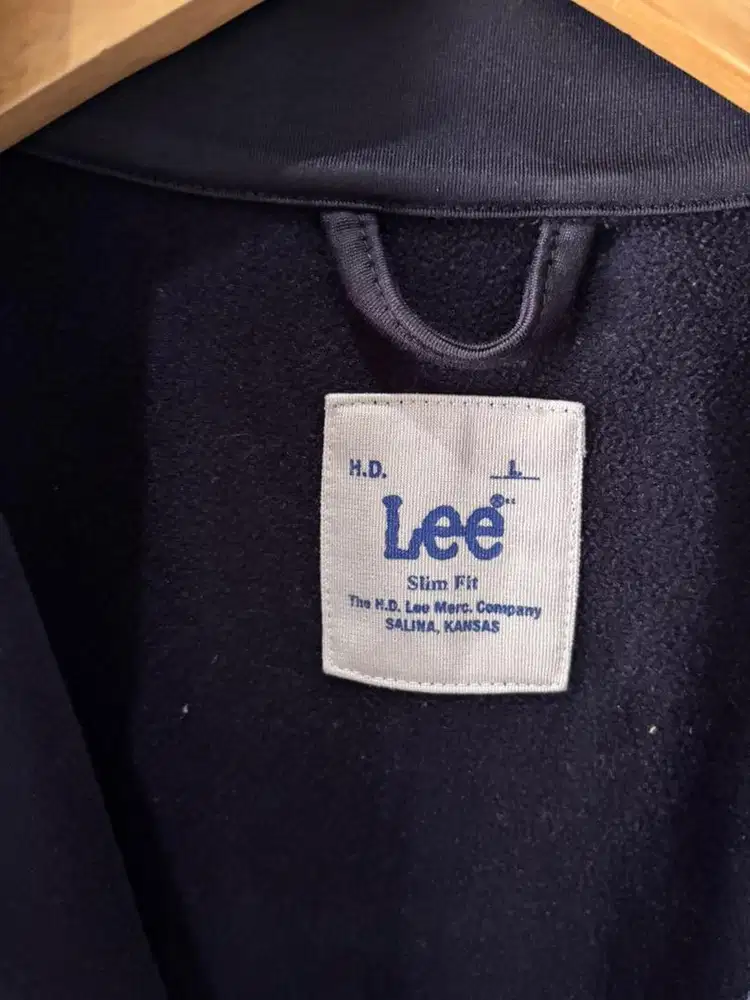 H.D. L
Lee®
Slim Fit
The H.D. Lee Merc. Company
SALINA, KANSAS